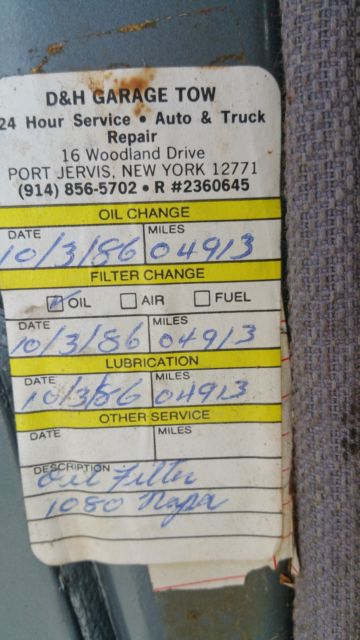 D&H GARAGE TOW
24 Hour Service • Auto & Truck
Repair
16 Woodland Drive
PORT JERVIS, NEW YORK 12771
(914) 856-5702 • R #2360645
OIL CHANGE
DATE MILES
10/3/86 04913
FILTER CHANGE
OIL AIR FUEL
DATE MILES
10/3/86 04913
LUBRICATION
DATE MILES
10/3/86 04913
OTHER SERVICE
DATE MILES
DESCRIPTION
Oil Filter
1080 Napa